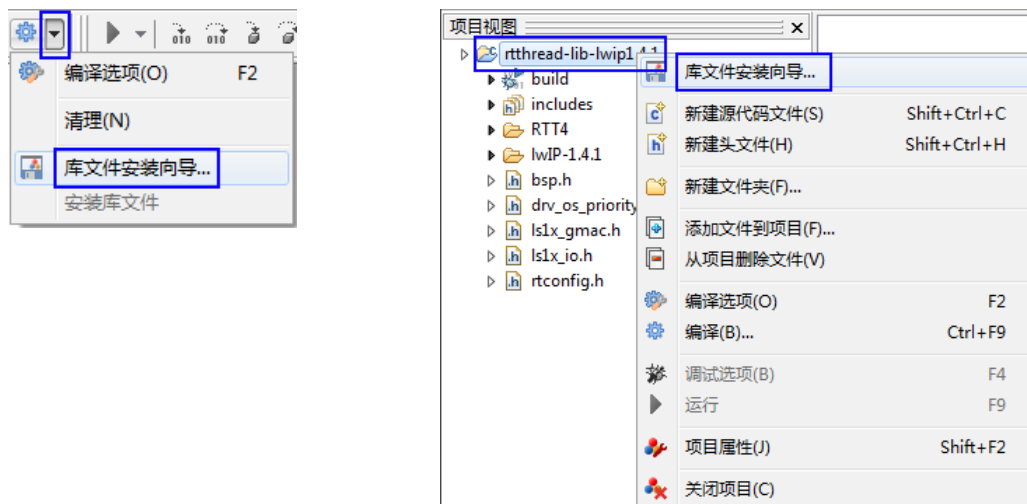 编译选项(O) F2
清理(N)
库文件安装向导...
安装库文件
项目视图
rtthread-lib-lwip1.4.1
build
includes
RTT4
lwIP-1.4.1
bsp.h
drv_os_priority
ls1x_gmac.h
ls1x_io.h
rtconfig.h
库文件安装向导...
新建源代码文件(S) Shift+Ctrl+C
新建头文件(H) Shift+Ctrl+H
新建文件夹(F)...
添加文件到项目(F)...
从项目删除文件(V)
编译选项(O) F2
编译(B)... Ctrl+F9
调试选项(B) F4
运行 F9
项目属性(J) Shift+F2
关闭项目(C)